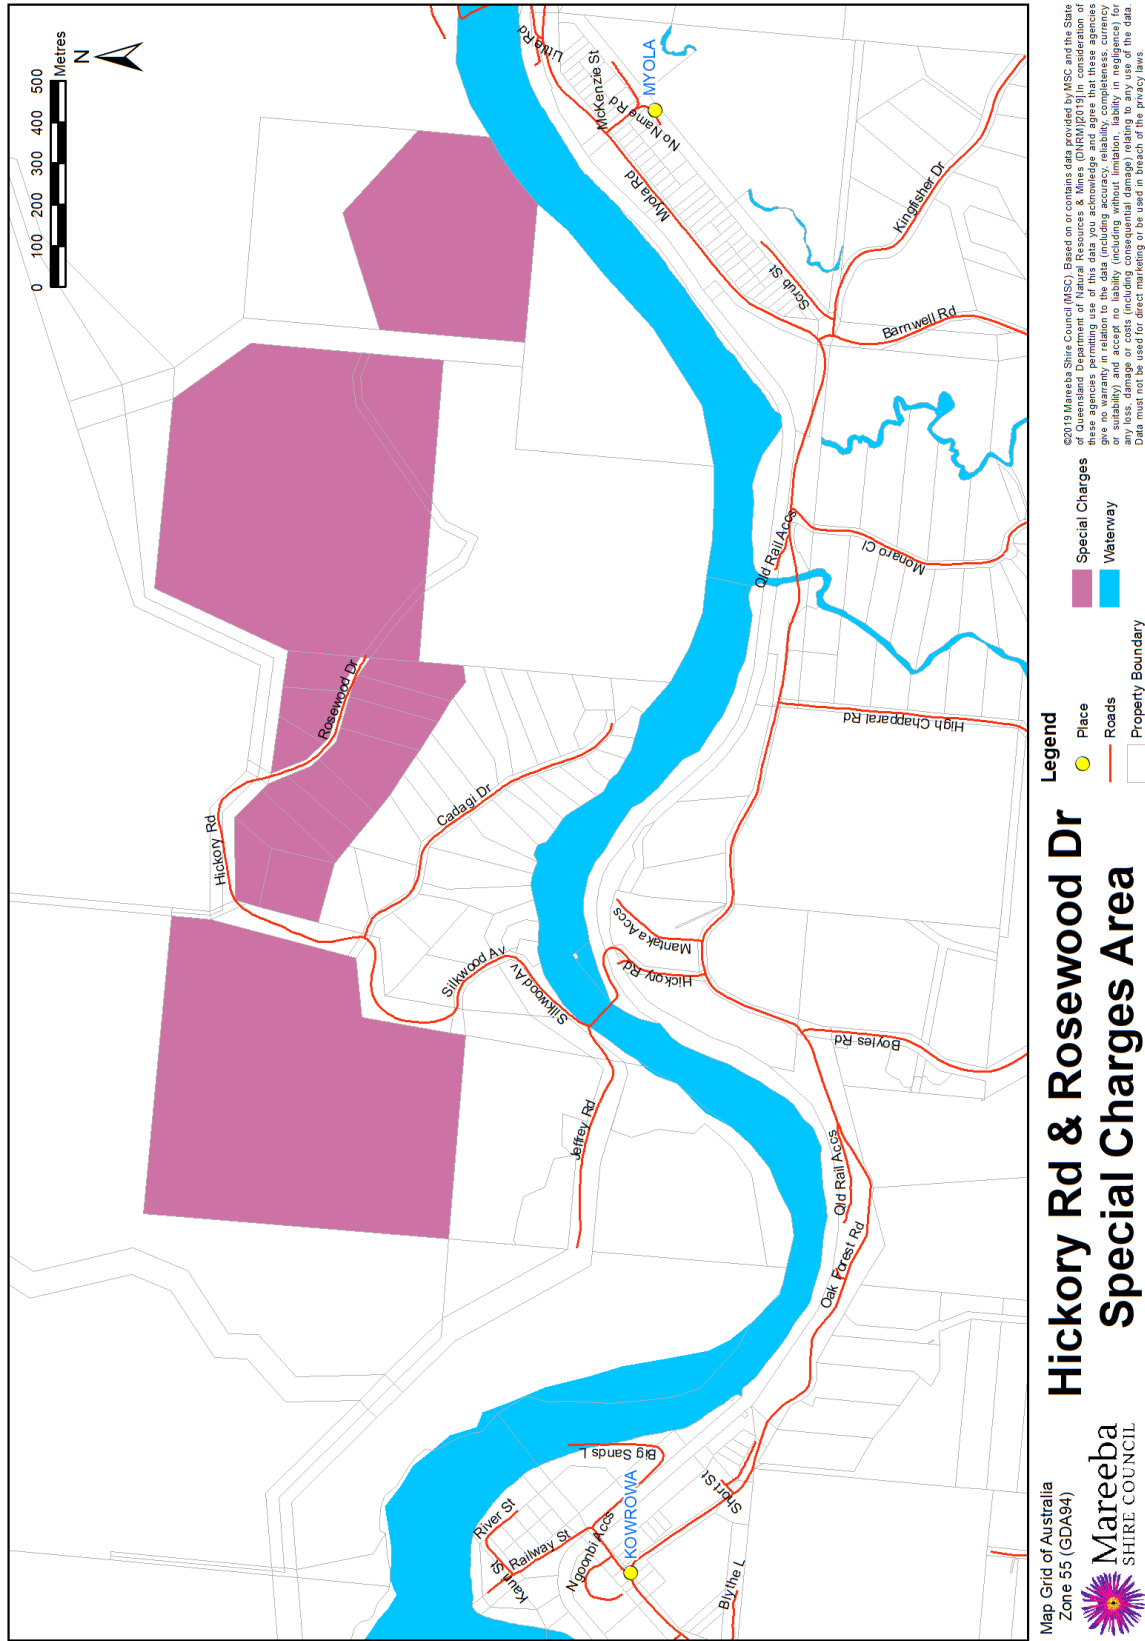 Little Rd
McKenzie St
MYOLA
No Name Rd
Myola Rd
Scrub St
Kingfisher Dr
Barnwell Rd
Qld Rail Accs
Monaro Cl
High Chapparal Rd
Rosewood Dr
Hickory Rd
Cadagi Dr
Silkwood Av
Silkwood Av
Mantaka Accs
Hickory Rd
Boyles Rd
Jeffrey Rd
Qld Rail Accs
Oak Forest Rd
Big Sands L
River St
Railway St
Kauri St
Ngoonbi Accs
KOWROWA
Short St
Blythe L
0 100 200 300 400 500
Metres
N
Map Grid of Australia
Zone 55 (GDA94)
Mareeba
SHIRE COUNCIL
Hickory Rd & Rosewood Dr
Special Charges Area
Legend
Place
Roads
Property Boundary
Special Charges
Waterway
©2019 Mareeba Shire Council (MSC). Based on or contains data provided by MSC and the State
of Queensland Department of Natural Resources & Mines (DNRM)[2019].In consideration of
these agencies permitting use of this data you acknowledge and agree that these agencies
give no warranty in relation to the data (including accuracy, reliability, completeness, currency
or suitability) and accept no liability (including without limitation, liability in negligence) for
any loss, damage or costs (including consequential damage) relating to any use of the data.
Data must not be used for direct marketing or be used in breach of the privacy laws.